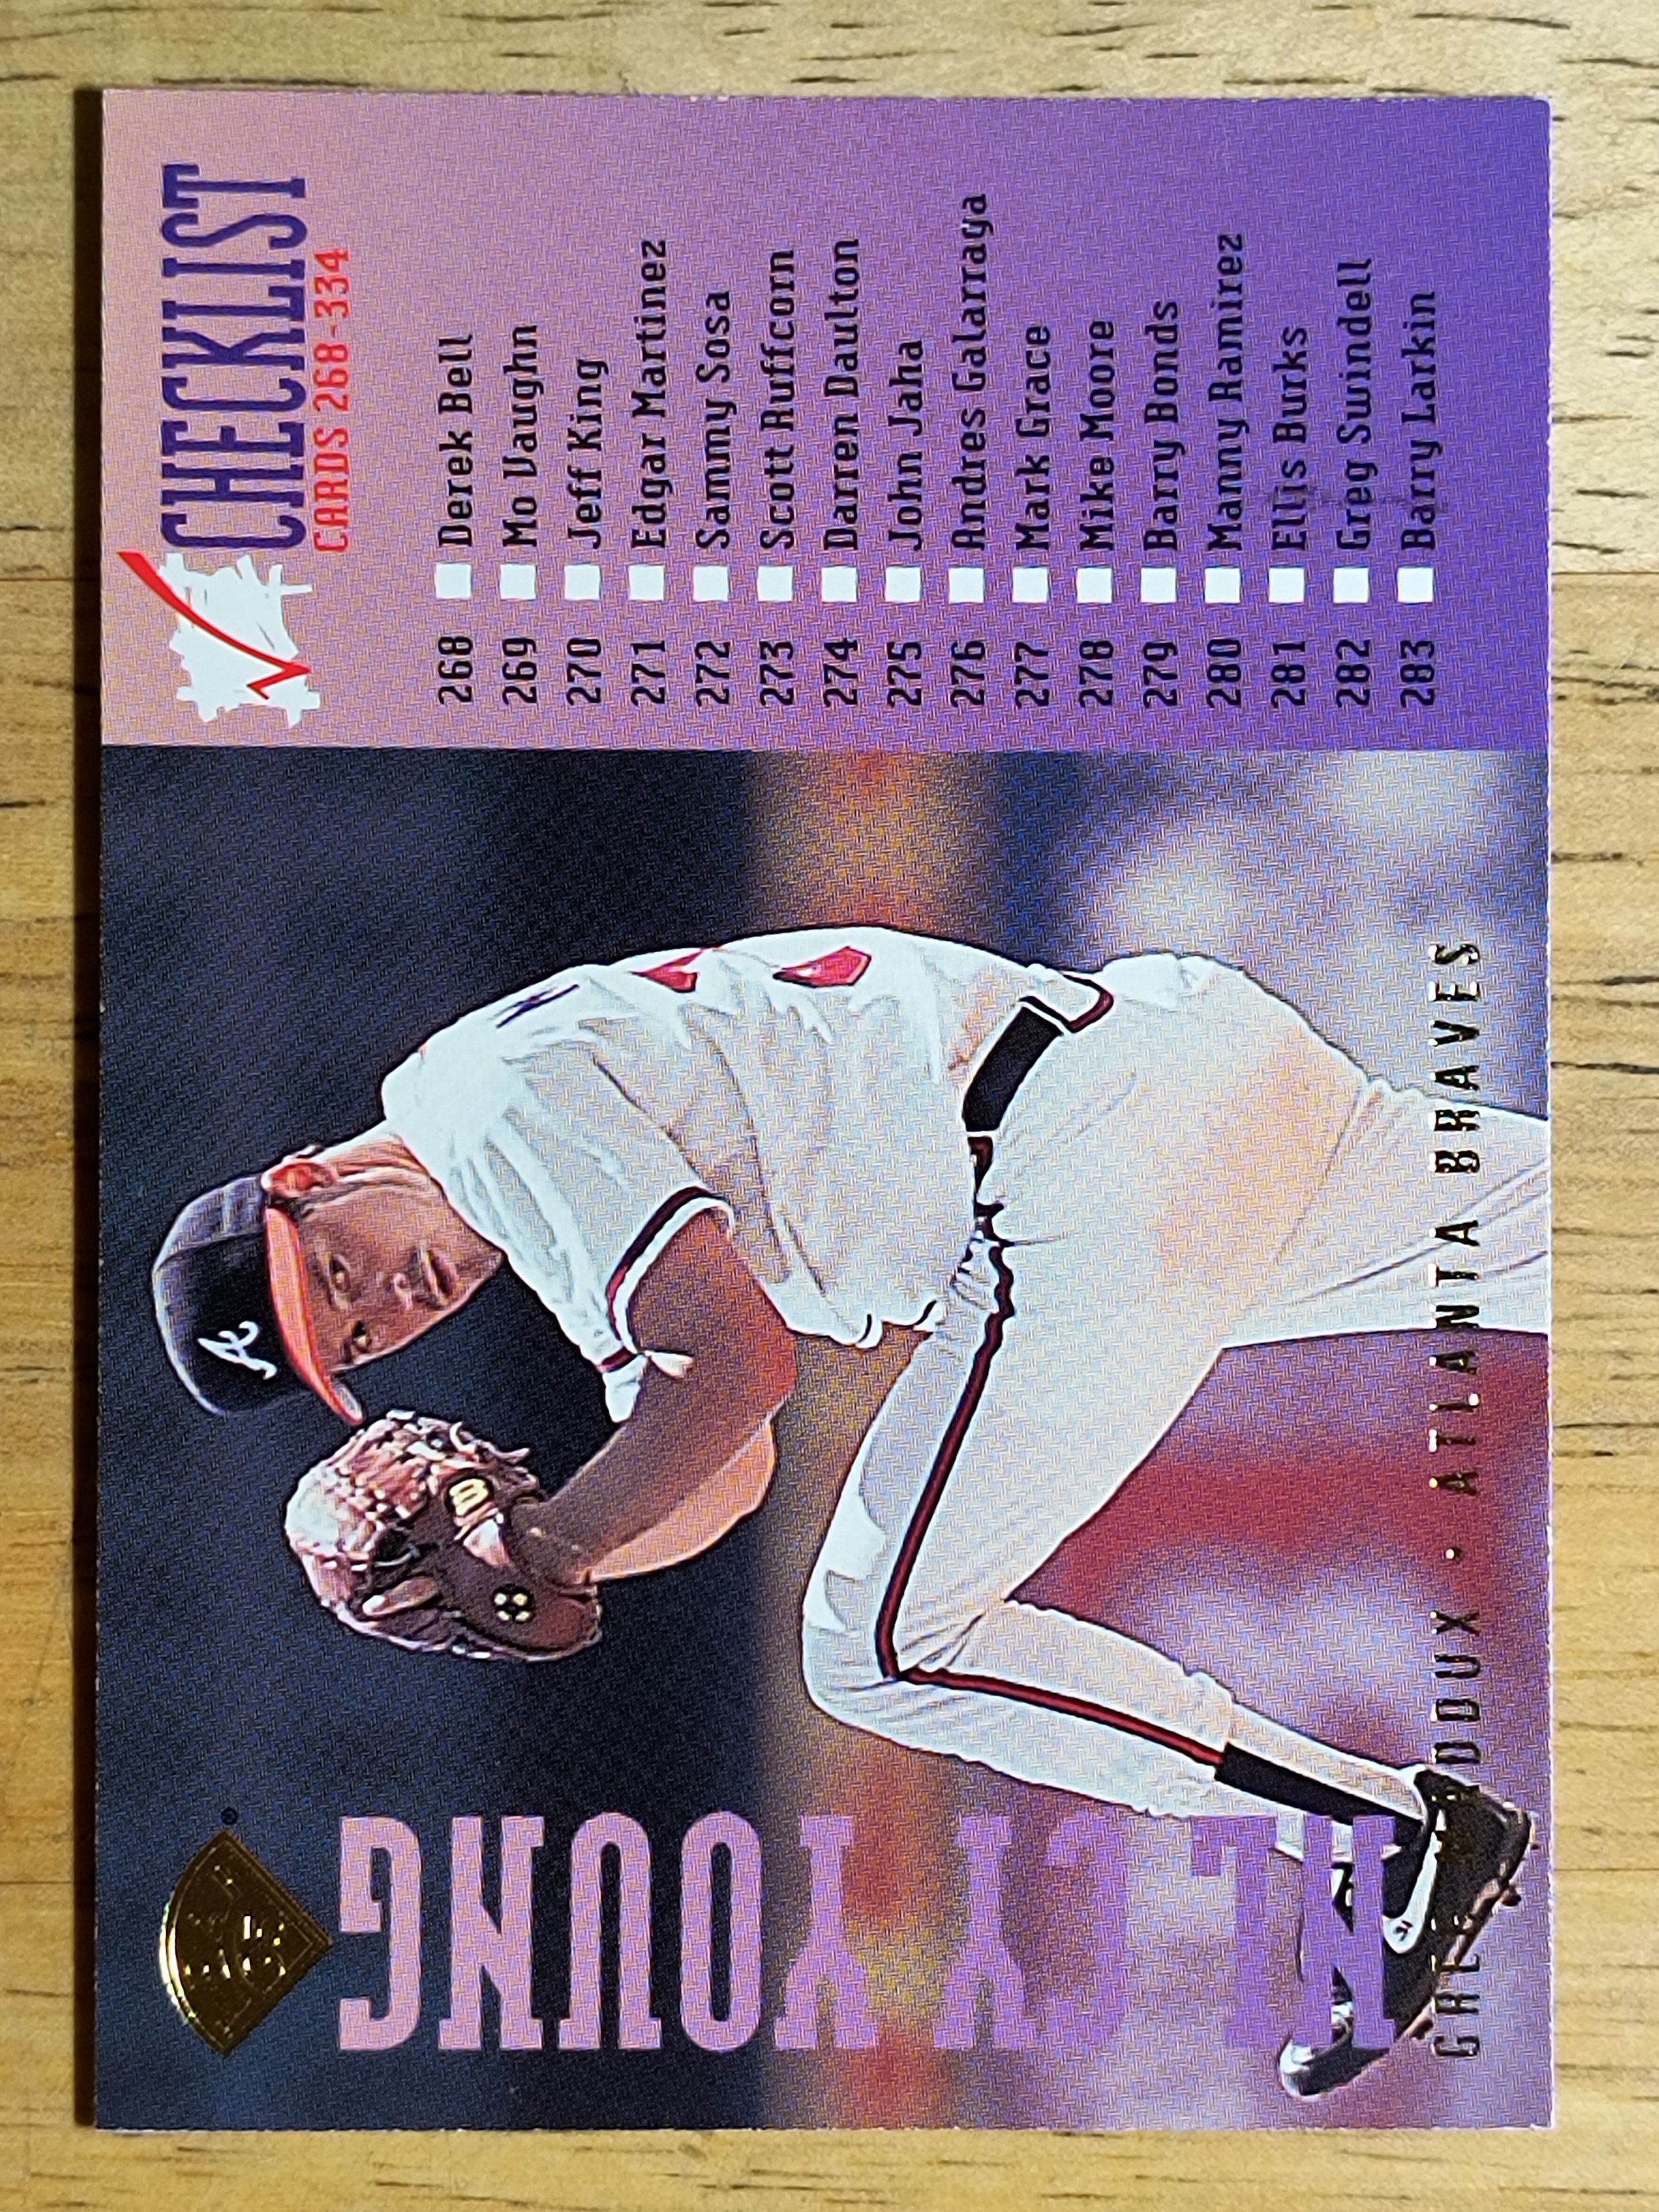 NL CY YOUNG
GREG MADDUX • ATLANTA BRAVES
CHECKLIST
CARDS 268-334
268 Derek Bell
269 Mo Vaughn
270 Jeff King
271 Edgar Martinez
272 Sammy Sosa
273 Scott Ruffcorn
274 Darren Daulton
275 John Jaha
276 Andres Galarraga
277 Mark Grace
278 Mike Moore
279 Barry Bonds
280 Manny Ramirez
281 Ellis Burks
282 Greg Swindell
283 Barry Larkin
A